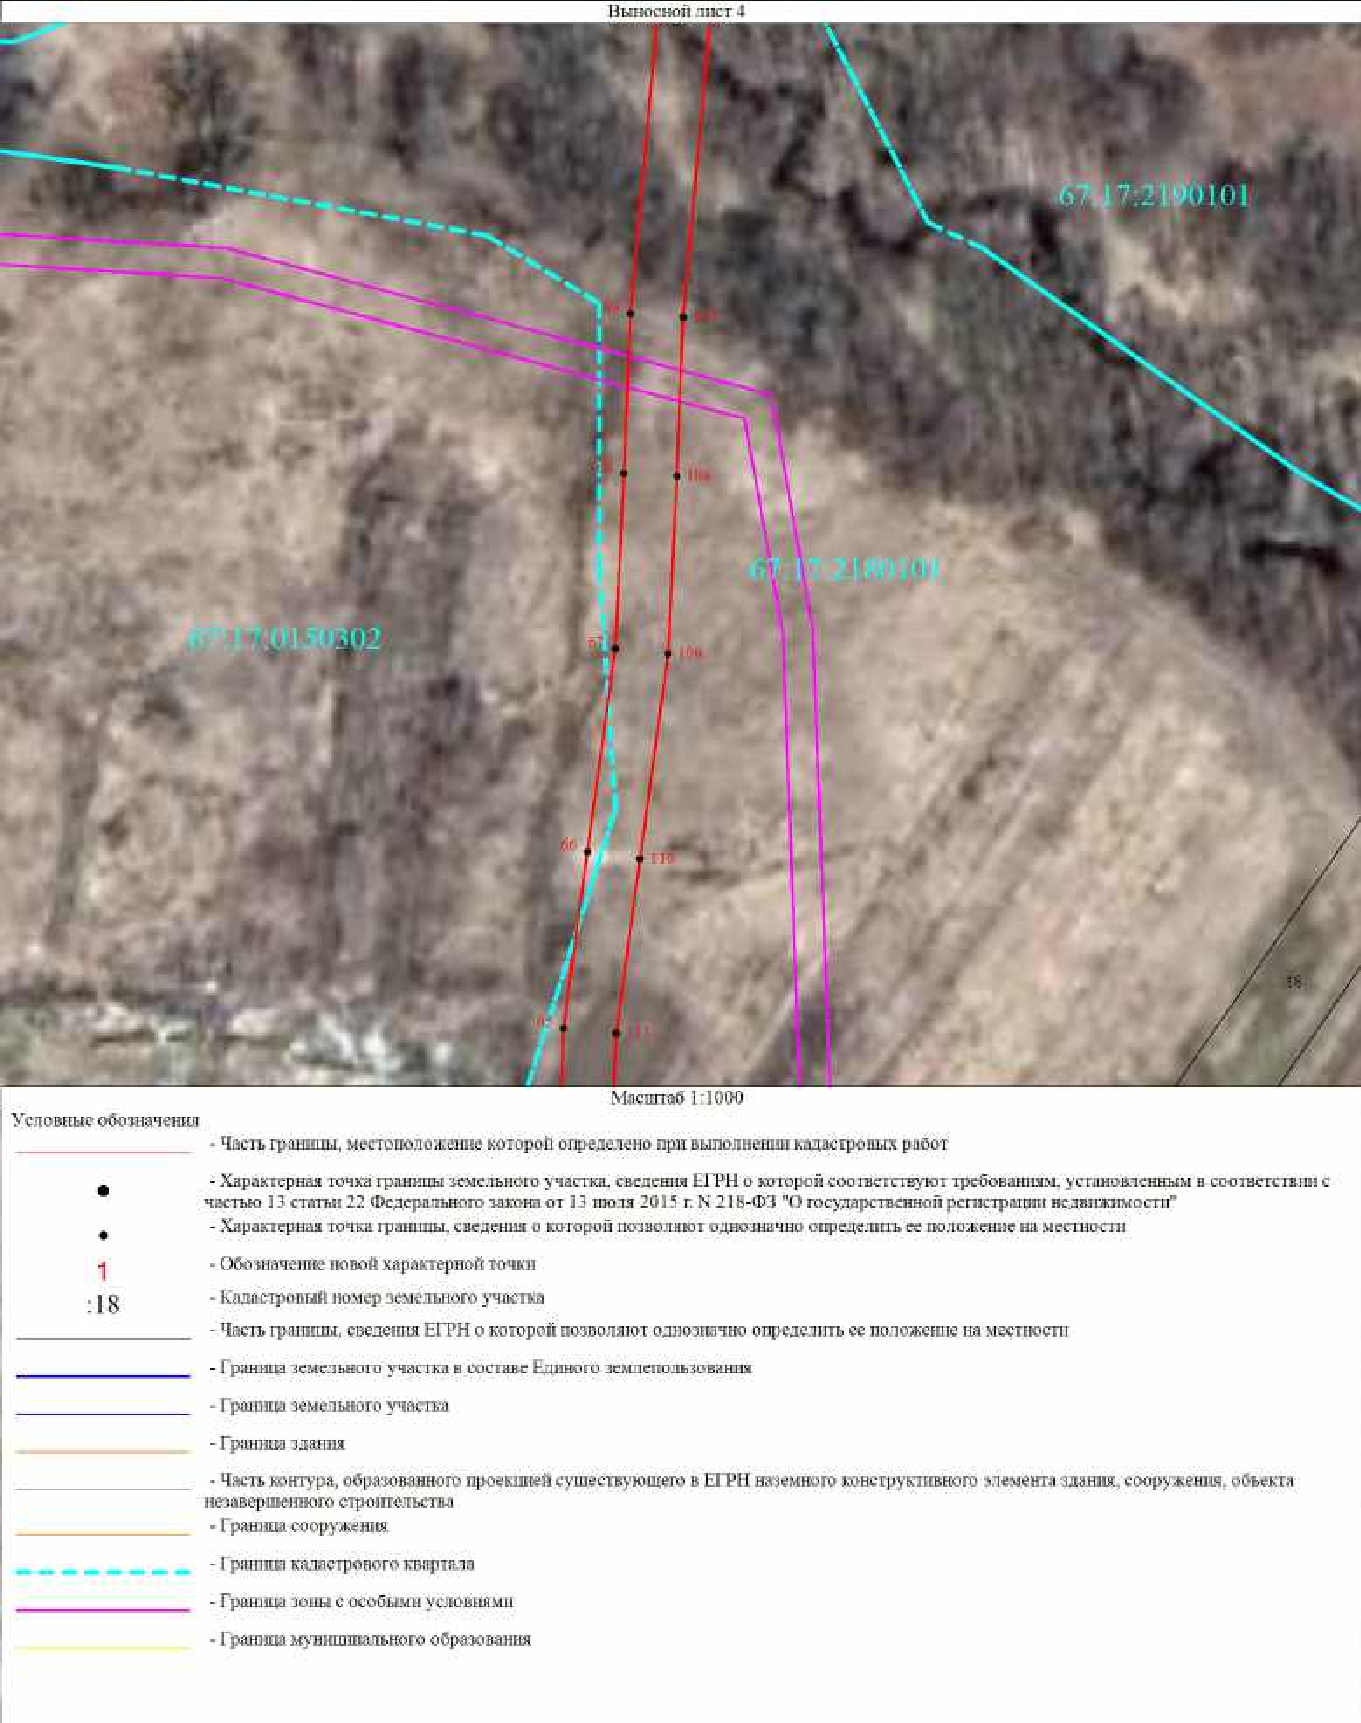 Выносной лист 4
67:17:2190101
108
67:17:2180101
67:17:0150302
67
109
66
110
111
18
Масштаб 1:1000
Условные обозначения
- Часть границы, местоположение которой определено при выполнении кадастровых работ
- Характерная точка границы земельного участка, сведения ЕГРН о которой соответствуют требованиям, установленным в соответствии с
частью 13 статьи 22 Федерального закона от 13 июля 2015 г. N 218-ФЗ "О государственной регистрации недвижимости"
- Характерная точка границы, сведения о которой позволяют однозначно определить ее положение на местности
1
- Обозначение новой характерной точки
:18
- Кадастровый номер земельного участка
- Часть границы, сведения ЕГРН о которой позволяют однозначно определить ее положение на местности
- Граница земельного участка в составе Единого землепользования
- Граница земельного участка
- Граница здания
- Часть контура, образованного проекцией существующего в ЕГРН наземного конструктивного элемента здания, сооружения, объекта
незавершенного строительства
- Граница сооружения
- Граница кадастрового квартала
- Граница зоны с особыми условиями
- Граница муниципального образования